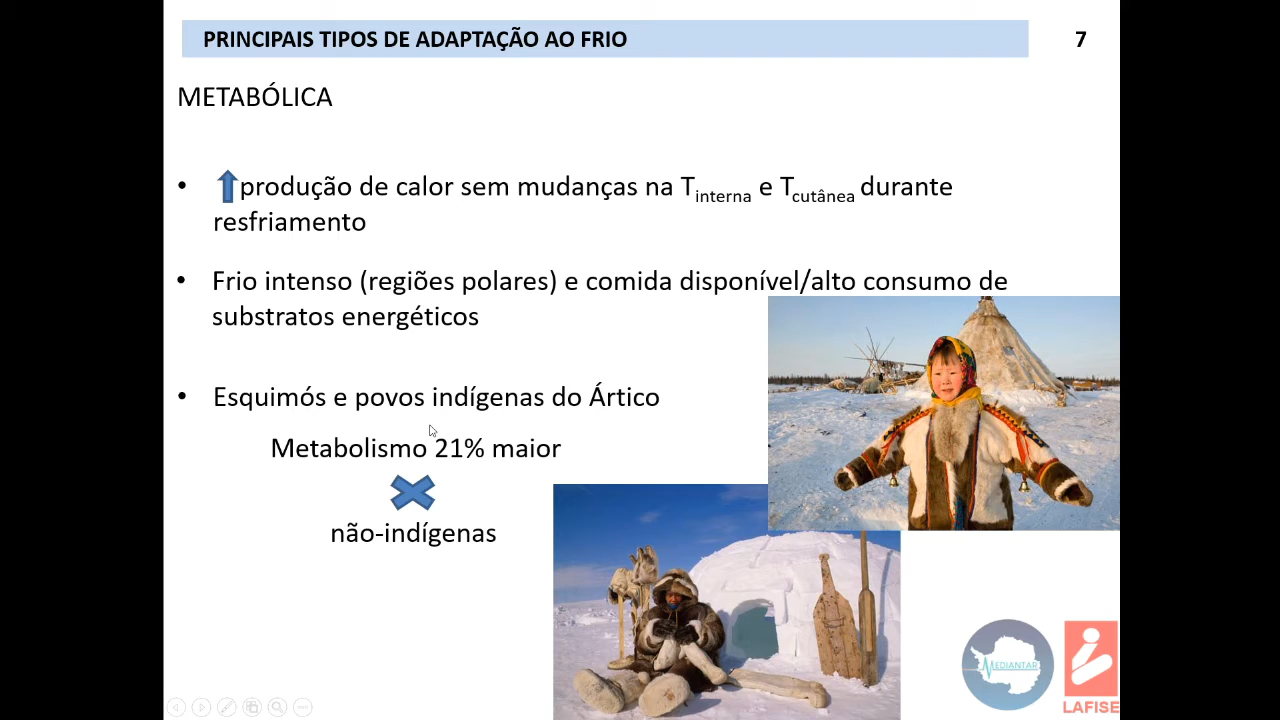 PRINCIPAIS TIPOS DE ADAPTAÇÃO AO FRIO
7
METABÓLICA
• produção de calor sem mudanças na Tinterna e Tcutânea durante
resfriamento
• Frio intenso (regiões polares) e comida disponível/alto consumo de
substratos energéticos
• Esquimós e povos indígenas do Ártico
Metabolismo 21% maior
não-indígenas
MEDIANTAR
LAFISE